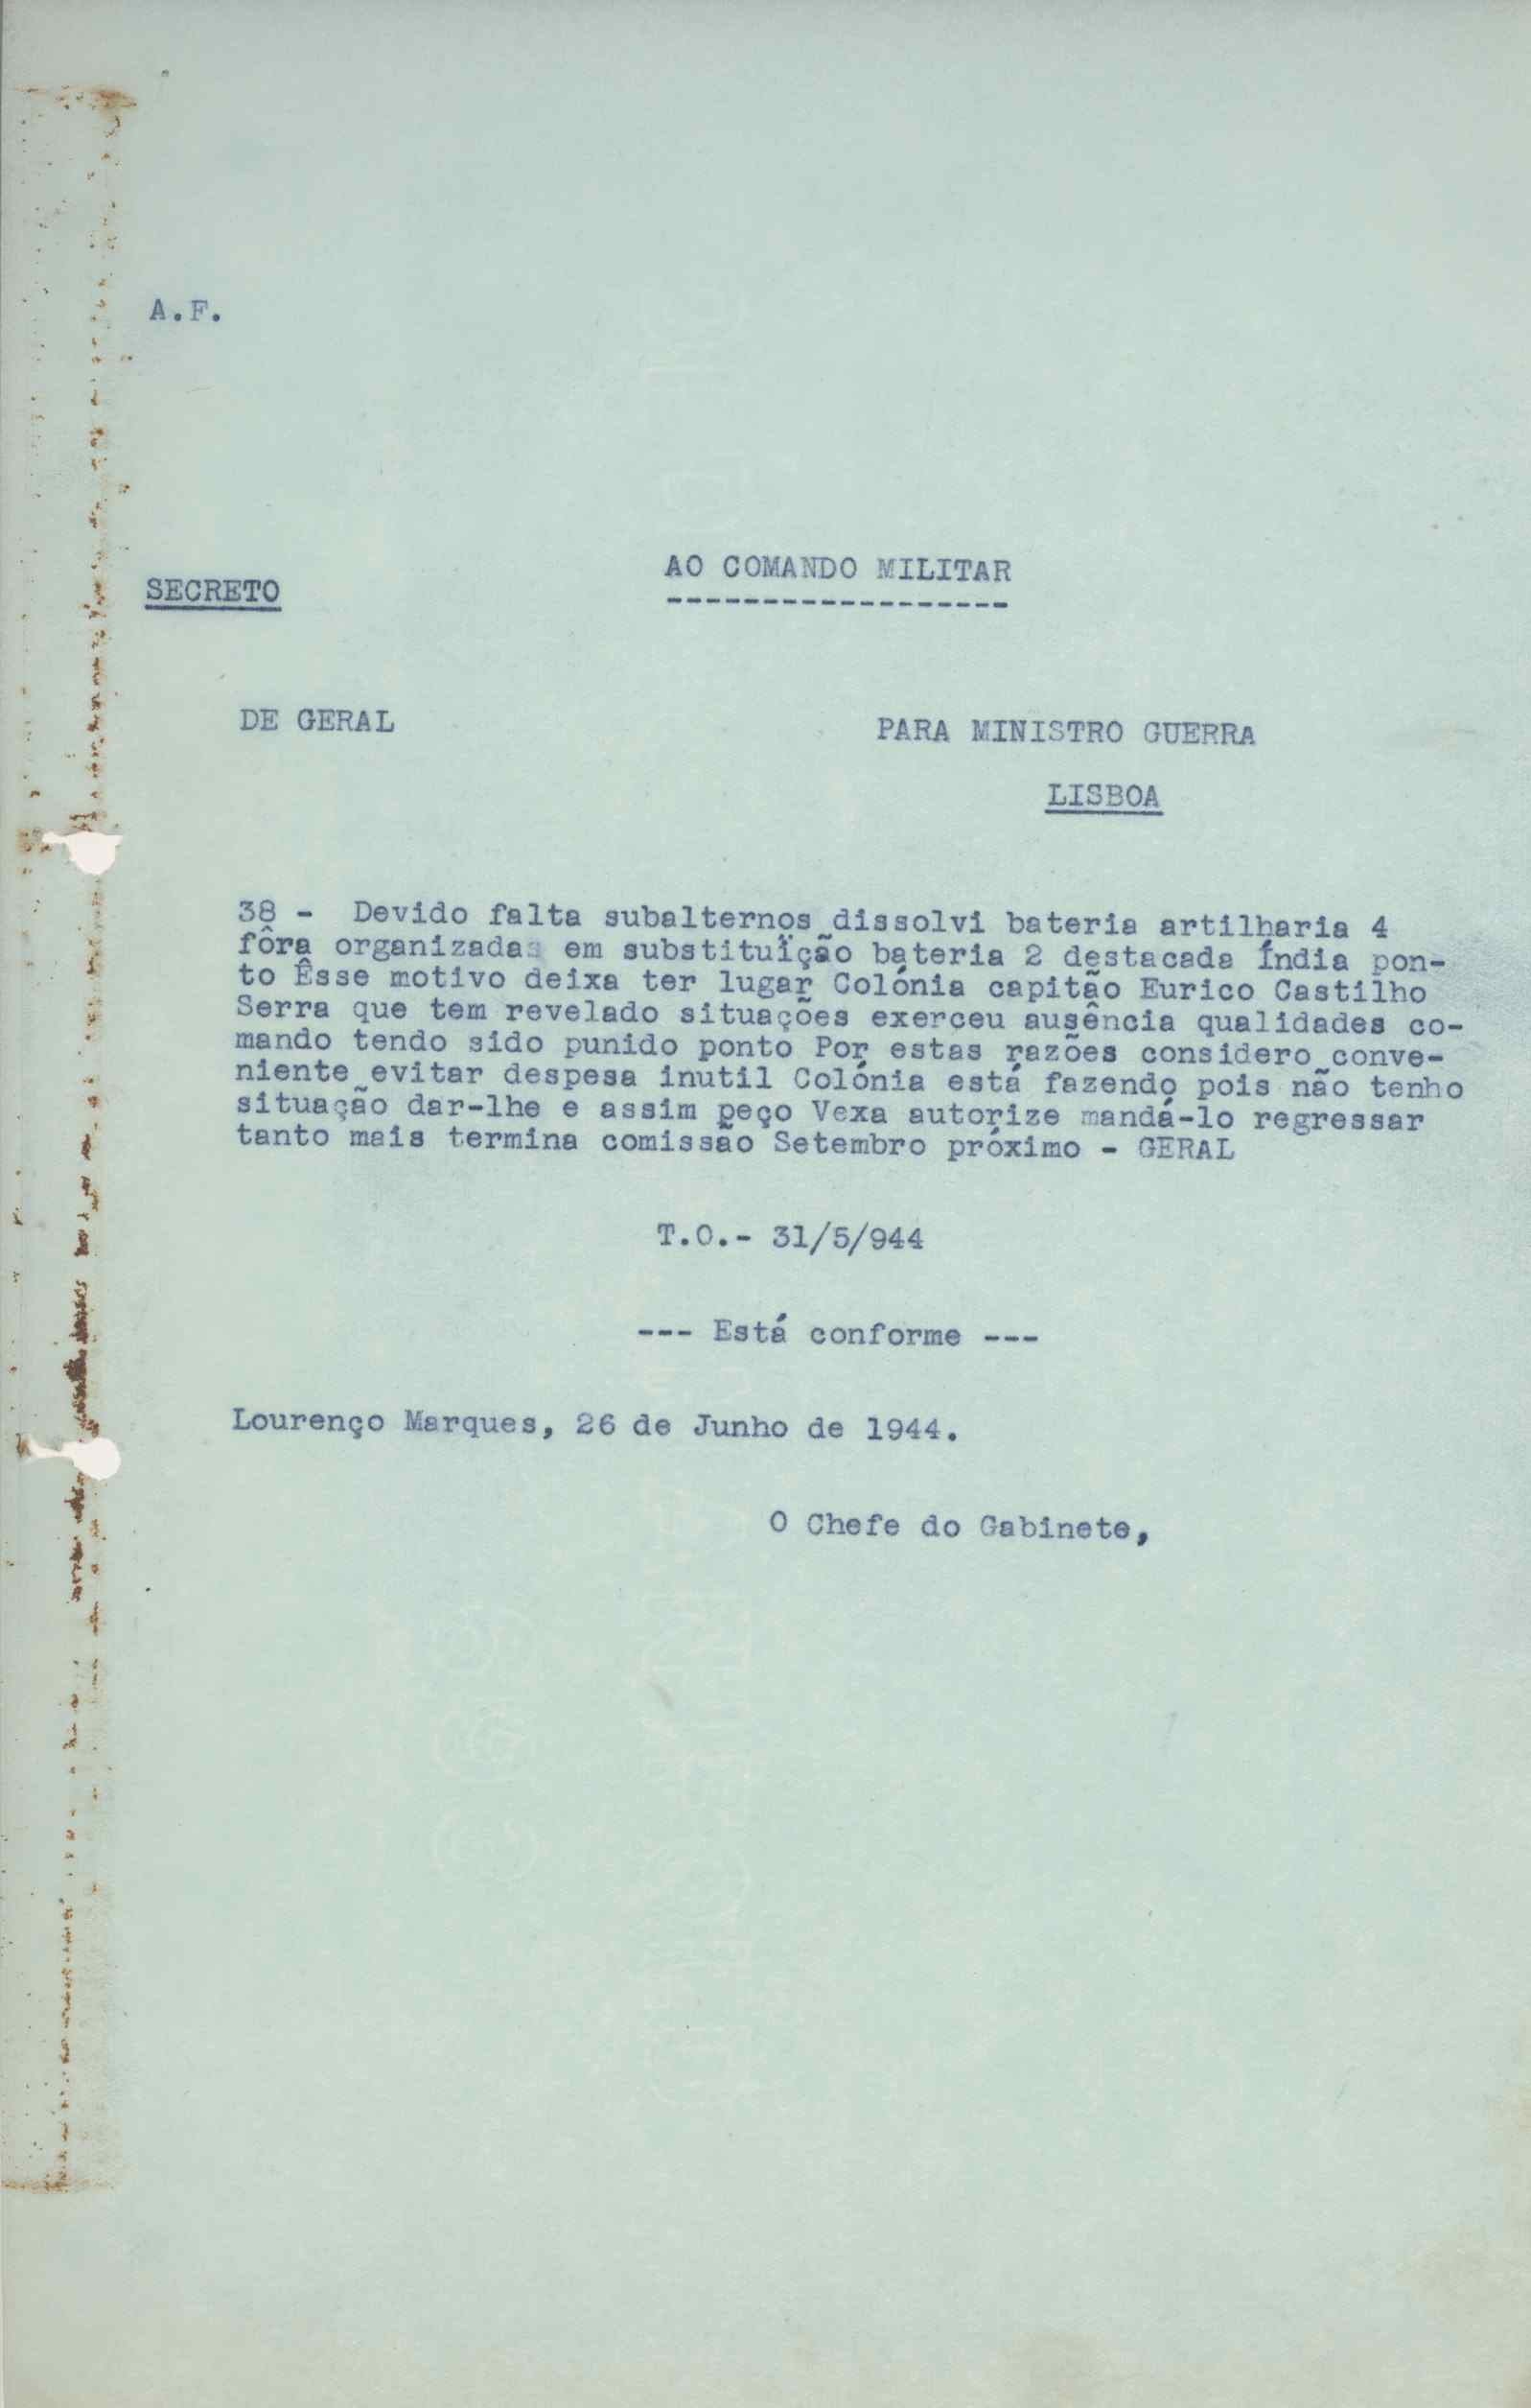 A.F.
AO COMANDO MILITAR
------------------
SECRETO
DE GERAL
PARA MINISTRO GUERRA
LISBOA
38 - Devido falta subalternos dissolvi bateria artilharia 4
fôra organizada em substituïção bateria 2 destacada Índia pon-
to Êsse motivo deixa ter lugar Colónia capitão Eurico Castilho
Serra que tem revelado situações exerceu ausência qualidades co-
mando tendo sido punido ponto Por estas razões considero conve-
niente evitar despesa inutil Colónia está fazendo pois não tenho
situação dar-lhe e assim peço Vexa autorize mandá-lo regressar
tanto mais termina comissão Setembro próximo - GERAL
T.O.- 31/5/944
--- Está conforme ---
Lourenço Marques, 26 de Junho de 1944.
O Chefe do Gabinete,